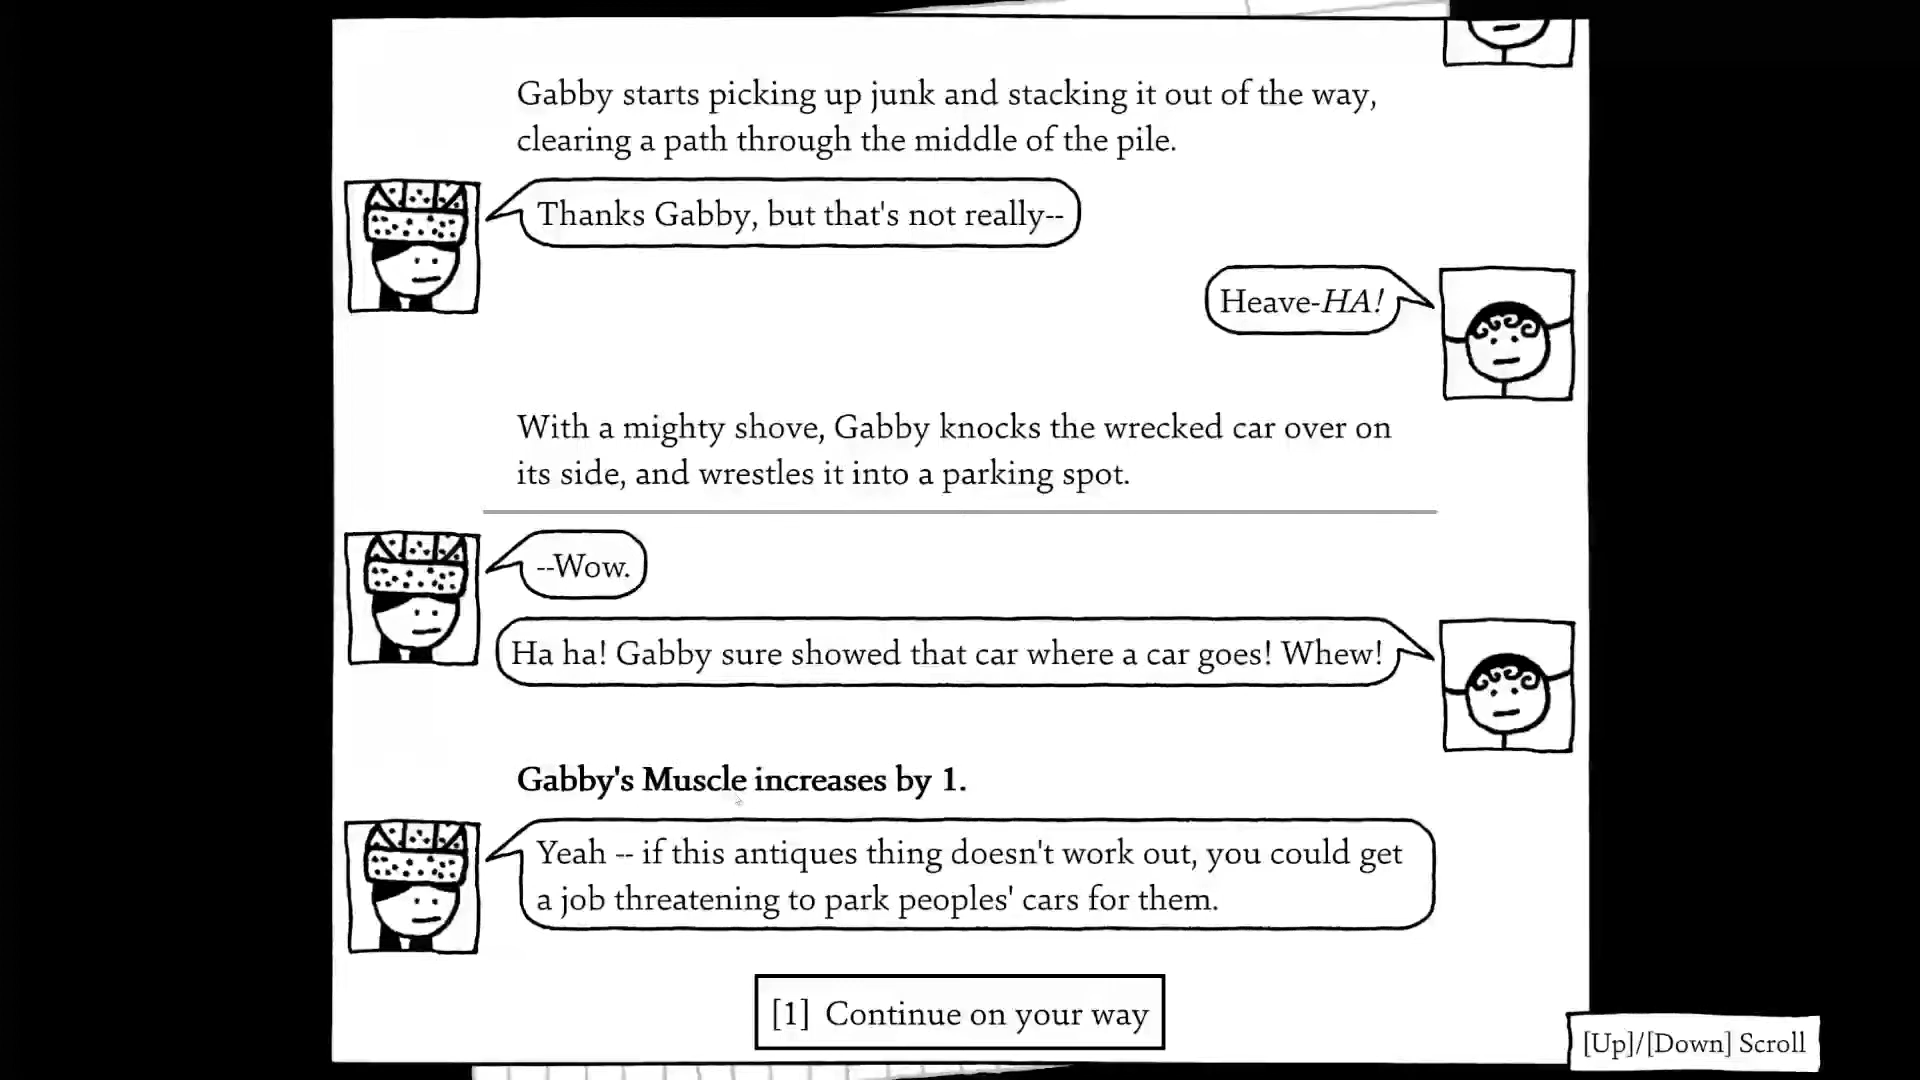 Gabby starts picking up junk and stacking it out of the way,
clearing a path through the middle of the pile.
Thanks Gabby, but that's not really--
Heave-HA!
With a mighty shove, Gabby knocks the wrecked car over on
its side, and wrestles it into a parking spot.
--Wow.
Ha ha! Gabby sure showed that car where a car goes! Whew!
Gabby's Muscle increases by 1.
Yeah -- if this antiques thing doesn't work out, you could get
a job threatening to park peoples' cars for them.
[1] Continue on your way
[Up]/[Down] Scroll